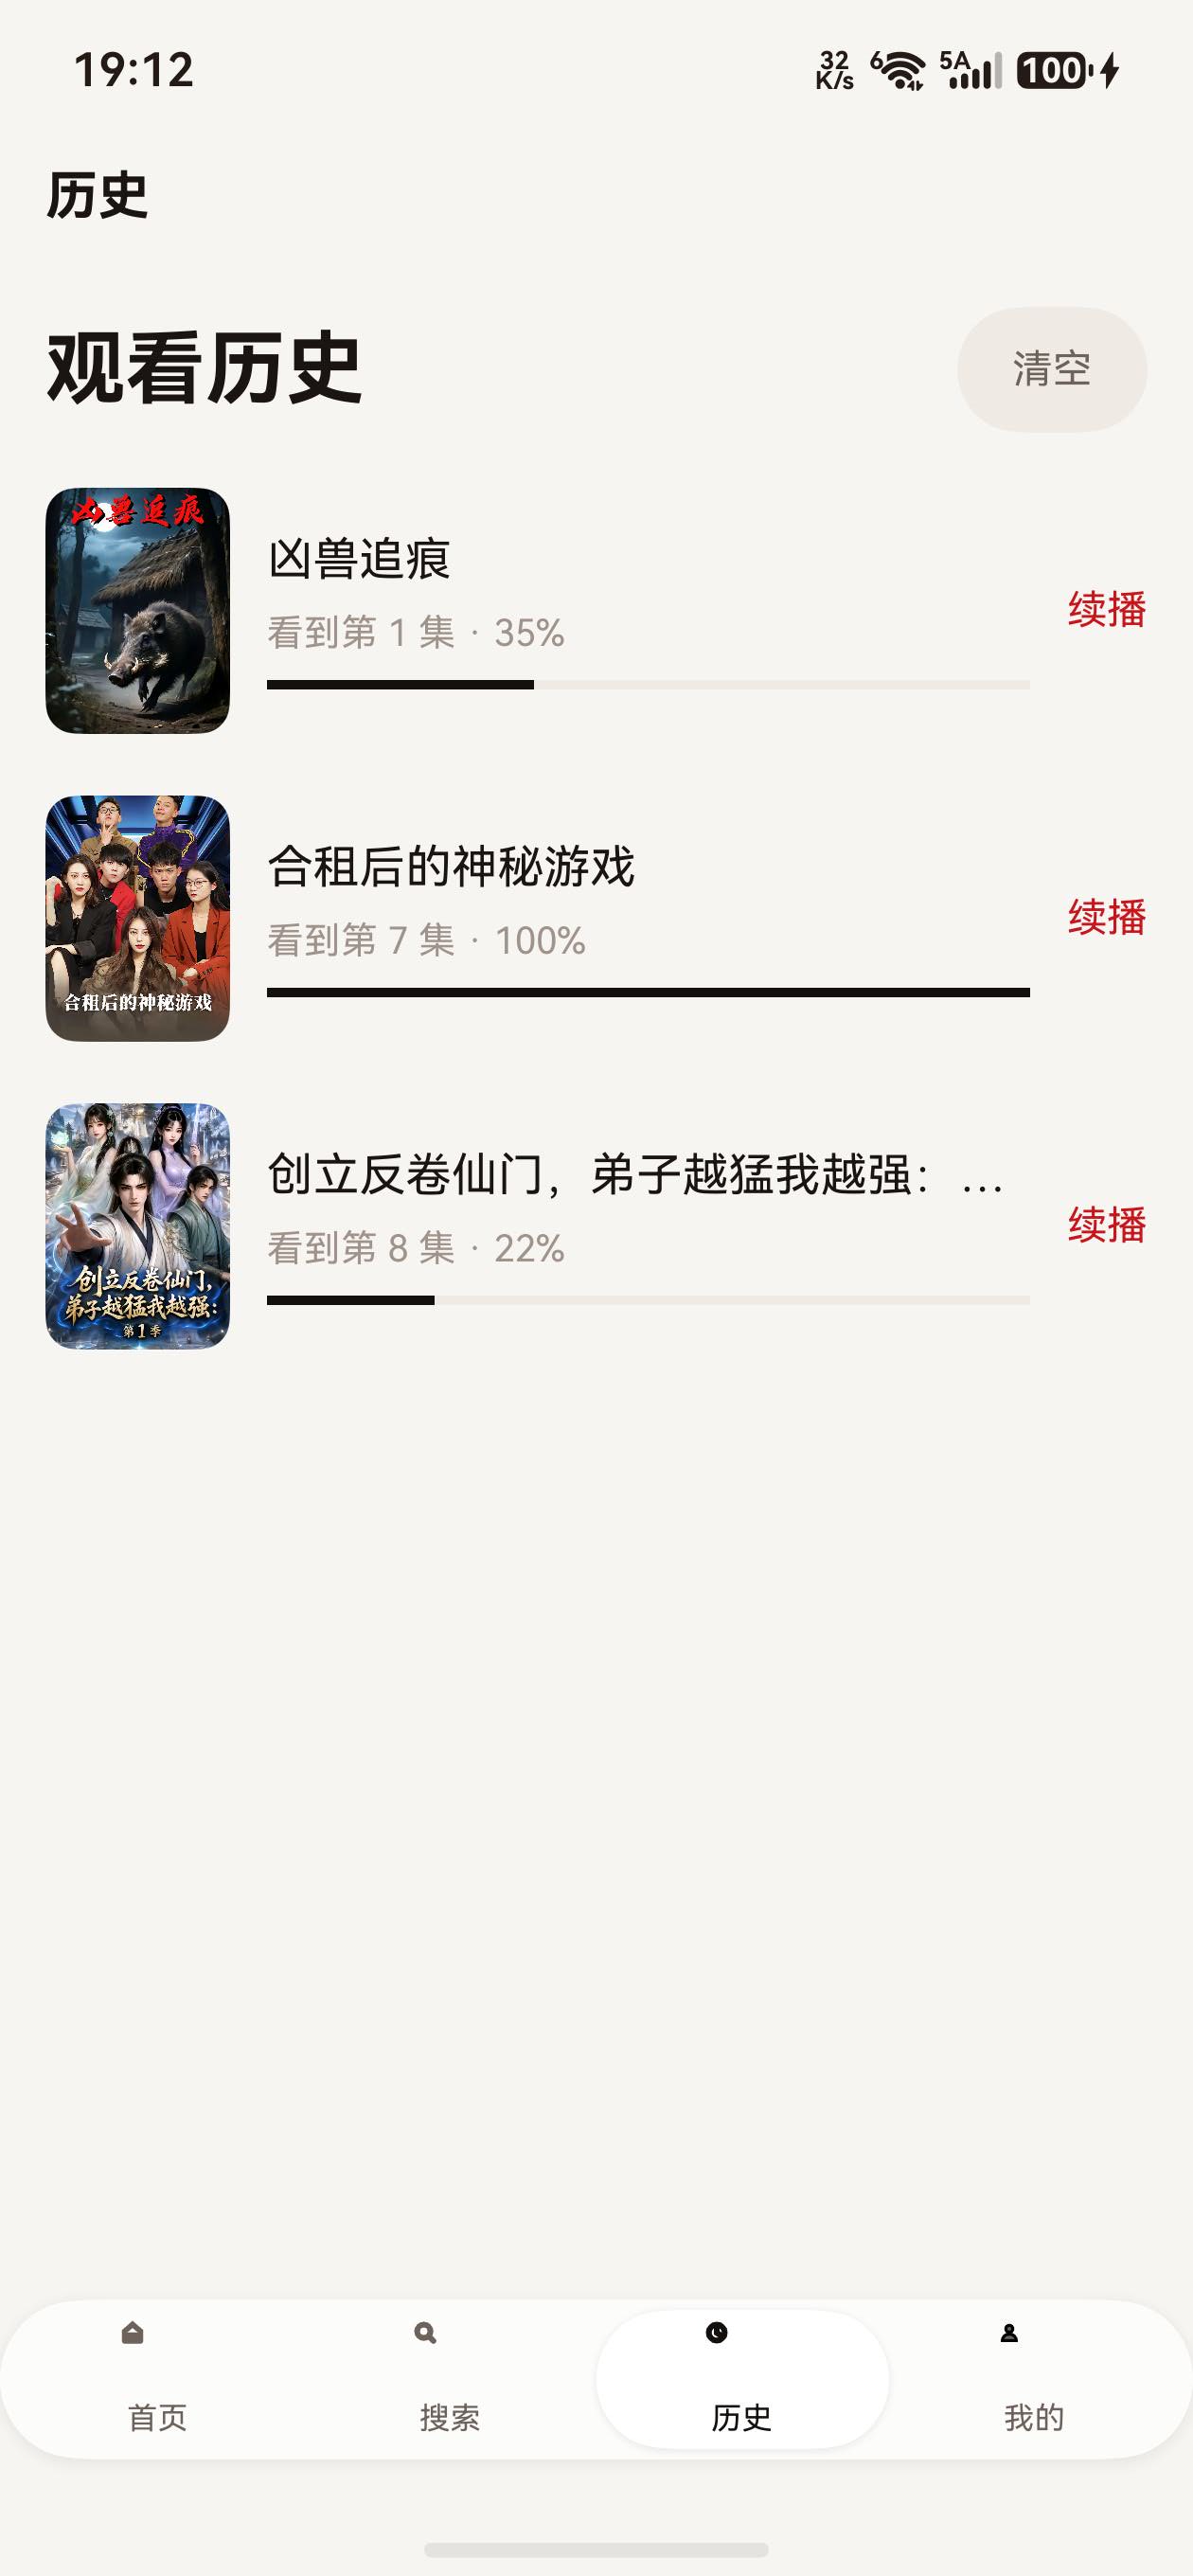 19:12
32 K/s
6
5A
100
历史
观看历史
清空
凶兽追痕
凶兽追痕
看到第 1 集 · 35%
续播
合租后的神秘游戏
合租后的神秘游戏
看到第 7 集 · 100%
续播
创立反卷仙门,
弟子越猛我越强:
第1季
创立反卷仙门，弟子越猛我越强：...
看到第 8 集 · 22%
续播
首页
搜索
历史
我的